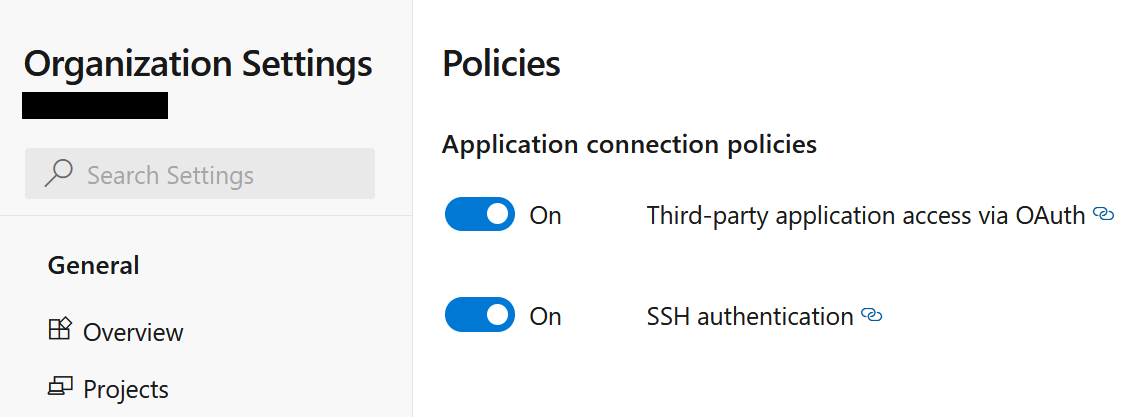 Organization Settings
Search Settings
General
Overview
Projects
Policies
Application connection policies
On Third-party application access via OAuth
On SSH authentication